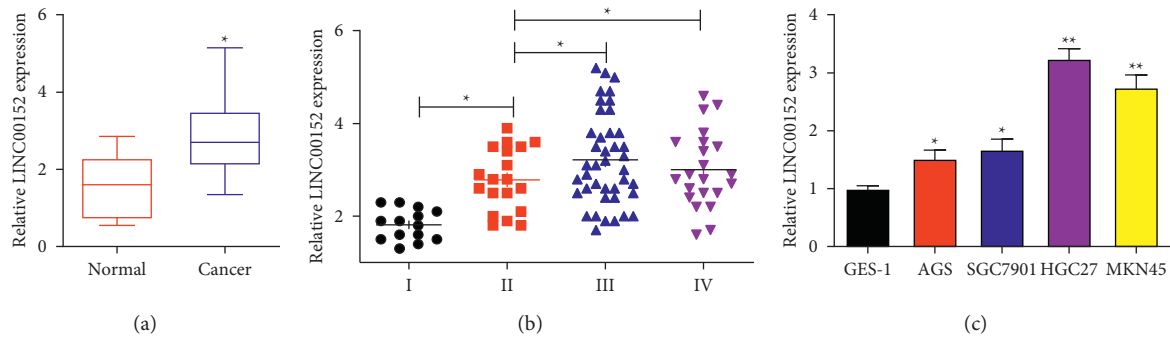 Relative LINC00152 expression
6
4
2
0
*
Normal
Cancer
(a)
Relative LINC00152 expression
6
4
2
*
*
*
I
II
III
IV
(b)
Relative LINC00152 expression
4
3
2
1
0
*
*
**
**
GES-1
AGS
SGC7901
HGC27
MKN45
(c)